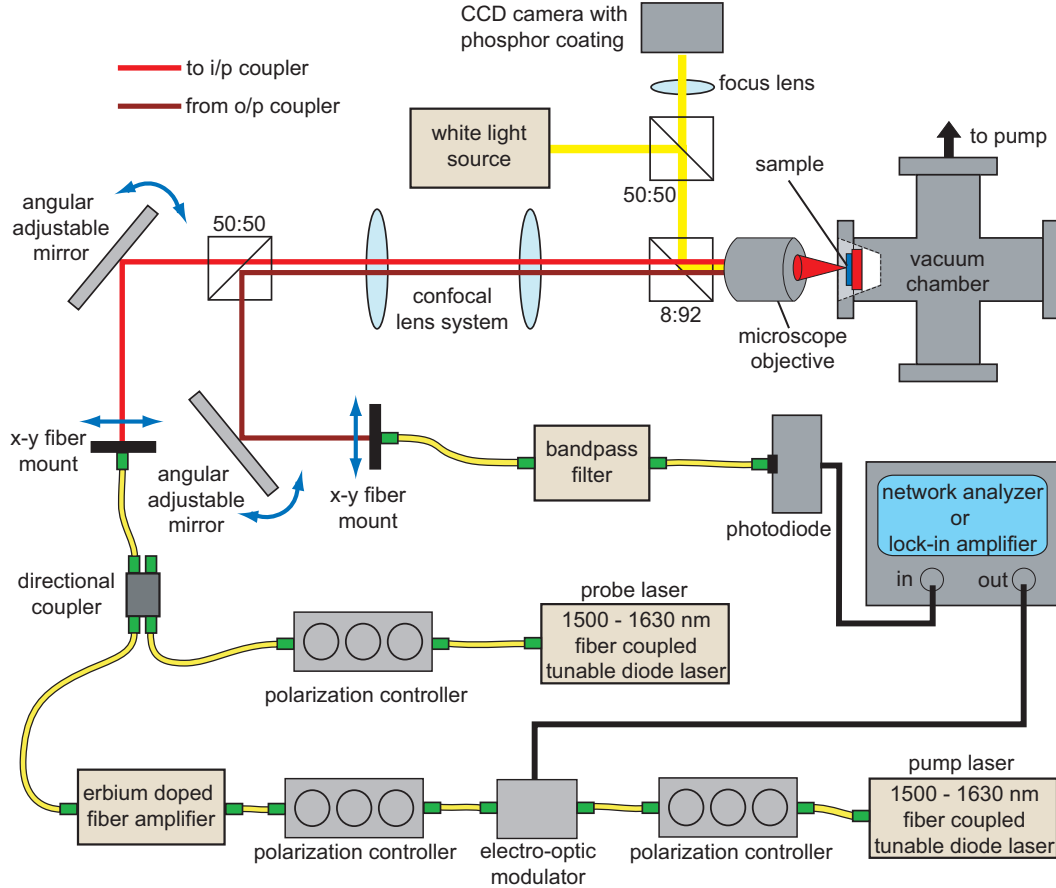 CCD camera with
phosphor coating
to i/p coupler
from o/p coupler
focus lens
white light
source
50:50
to pump
sample
angular
adjustable
mirror
50:50
confocal
lens system
8:92
microscope
objective
vacuum
chamber
x-y fiber
mount
angular
adjustable
mirror
x-y fiber
mount
bandpass
filter
photodiode
network analyzer
or
lock-in amplifier
in
out
directional
coupler
polarization controller
probe laser
1500 - 1630 nm
fiber coupled
tunable diode laser
erbium doped
fiber amplifier
polarization controller
electro-optic
modulator
polarization controller
pump laser
1500 - 1630 nm
fiber coupled
tunable diode laser